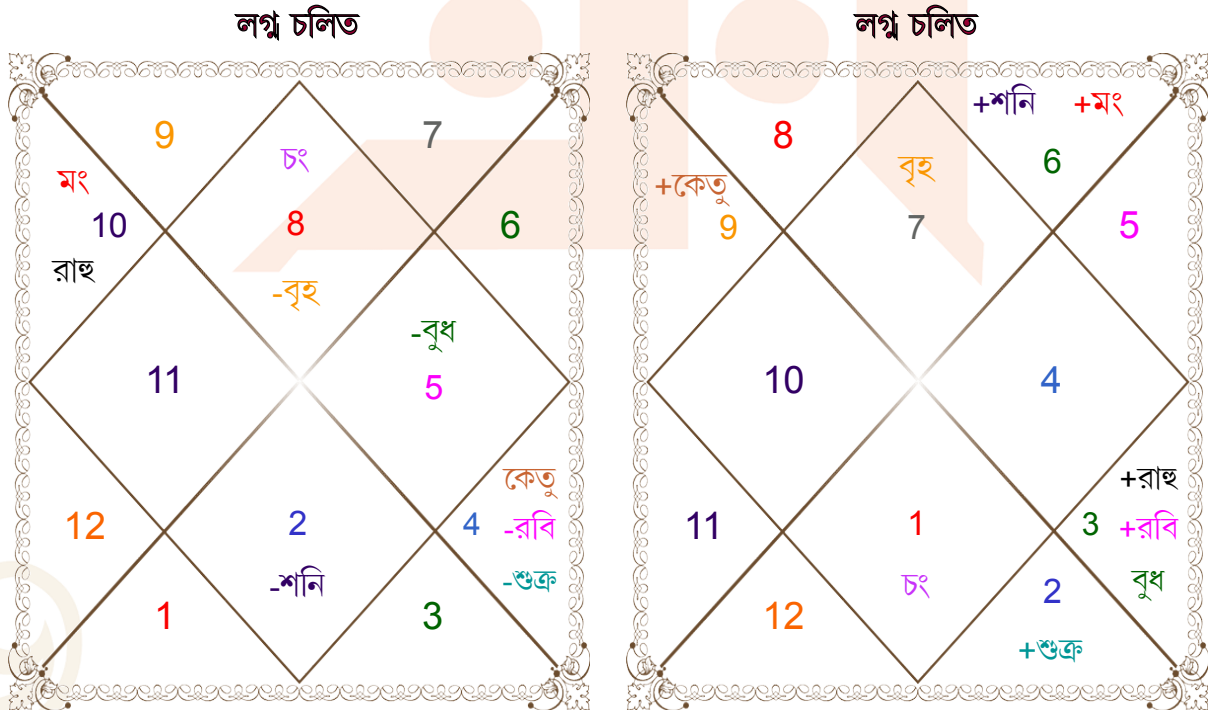 লগ্ন চলিত
9
7
চং
মং
10
8
6
রাহু
-বৃহ
-বুধ
11
5
কেতু
12
2
4
-রবি
-শনি
-শুক্র
1
3
লগ্ন চলিত
+শনি
+মং
8
6
বৃহ
+কেতু
9
7
5
10
4
+রাহু
11
1
3
+রবি
চং
2
বুধ
12
+শুক্র